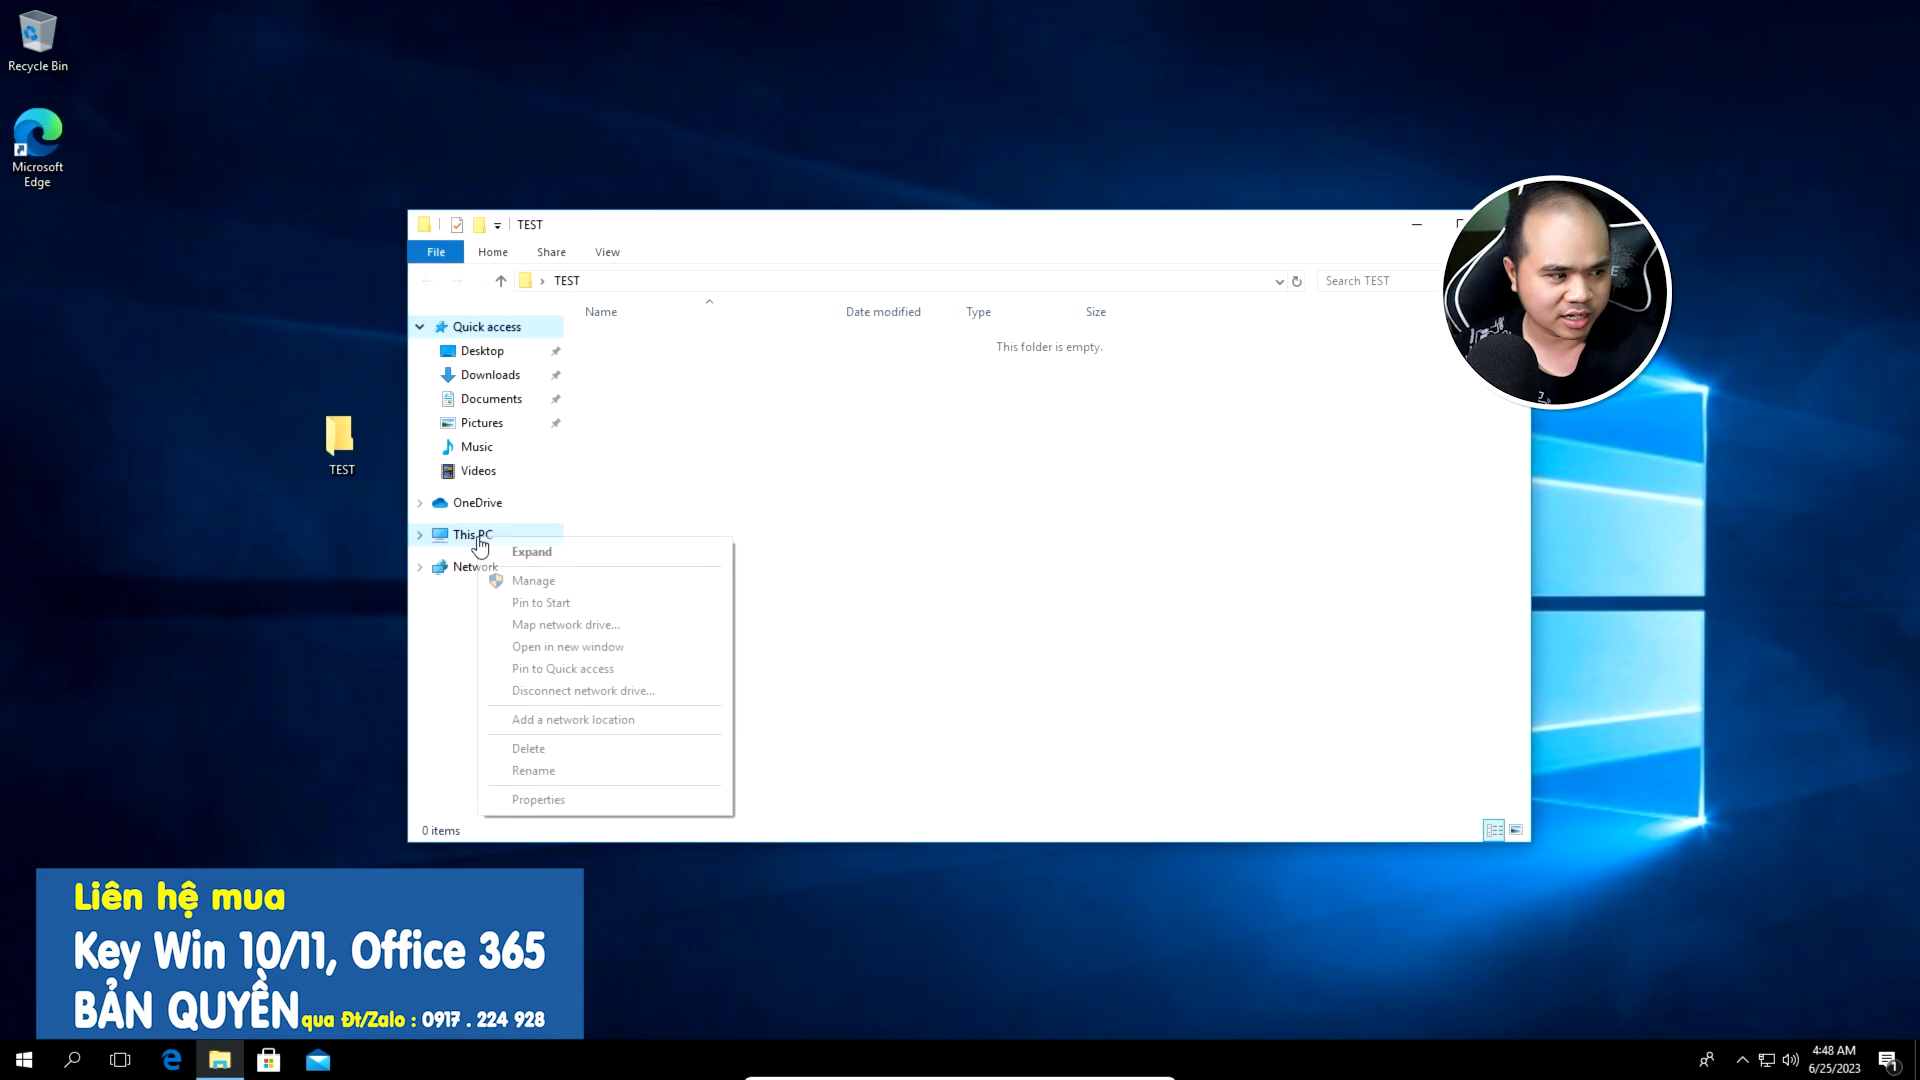 Recycle Bin
Microsoft
Edge
TEST
TEST
File
Home
Share
View
TEST
Search TEST
Name
Date modified
Type
Size
This folder is empty.
Quick access
Desktop
Downloads
Documents
Pictures
Music
Videos
OneDrive
This PC
Network
Expand
Manage
Pin to Start
Map network drive...
Open in new window
Pin to Quick access
Disconnect network drive...
Add a network location
Delete
Rename
Properties
0 items
Liên hệ mua
Key Win 10/11, Office 365
BẢN QUYỀN qua Đt/Zalo : 0917 . 224 928
4:48 AM
6/25/2023
1